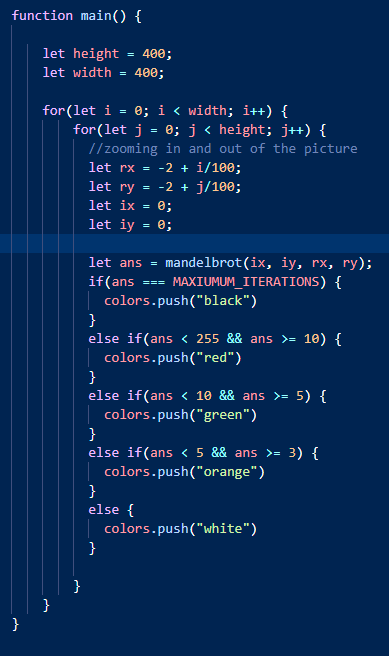 function main() {
let height = 400;
let width = 400;
for(let i = 0; i < width; i++) {
for(let j = 0; j < height; j++) {
//zooming in and out of the picture
let rx = -2 + i/100;
let ry = -2 + j/100;
let ix = 0;
let iy = 0;
let ans = mandelbrot(ix, iy, rx, ry);
if(ans === MAXIUMUM_ITERATIONS) {
colors.push("black")
}
else if(ans < 255 && ans >= 10) {
colors.push("red")
}
else if(ans < 10 && ans >= 5) {
colors.push("green")
}
else if(ans < 5 && ans >= 3) {
colors.push("orange")
}
else {
colors.push("white")
}
}
}
}